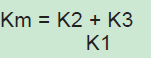 Km = K2 + K3
K1